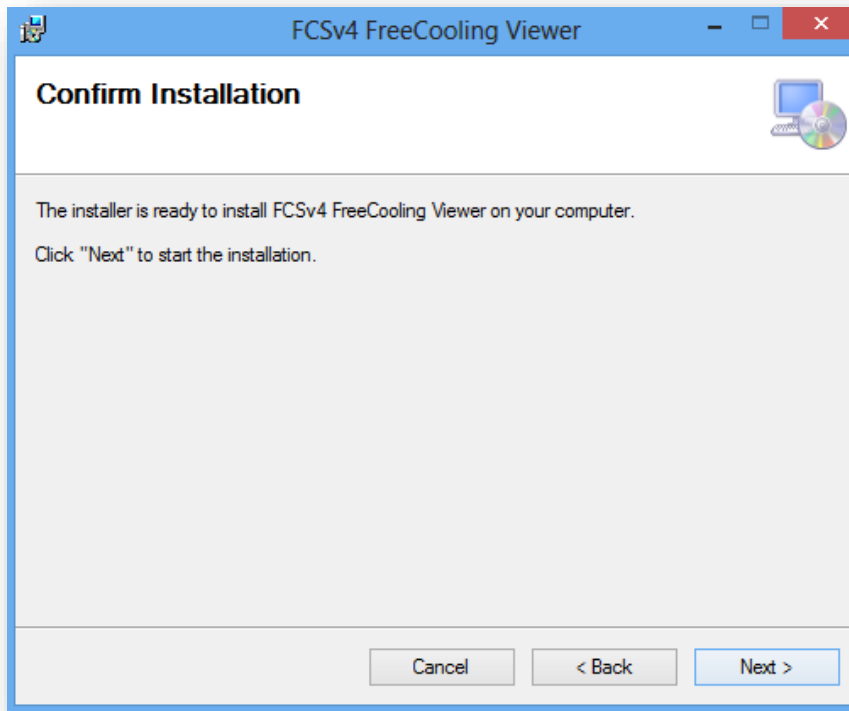 FCSv4 FreeCooling Viewer
Confirm Installation
The installer is ready to install FCSv4 FreeCooling Viewer on your computer.
Click "Next" to start the installation.
Cancel
< Back
Next >